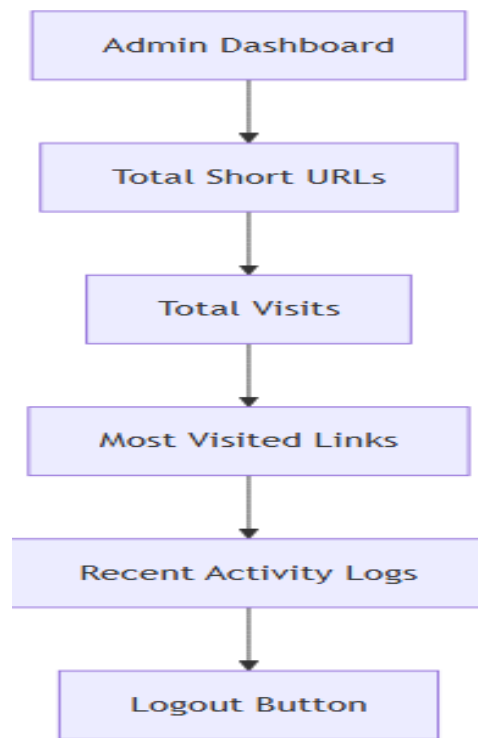 Admin Dashboard
Total Short URLs
Total Visits
Most Visited Links
Recent Activity Logs
Logout Button